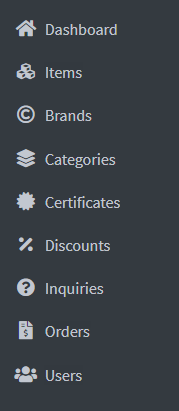 Dashboard
Items
Brands
Categories
Certificates
Discounts
Inquiries
Orders
Users